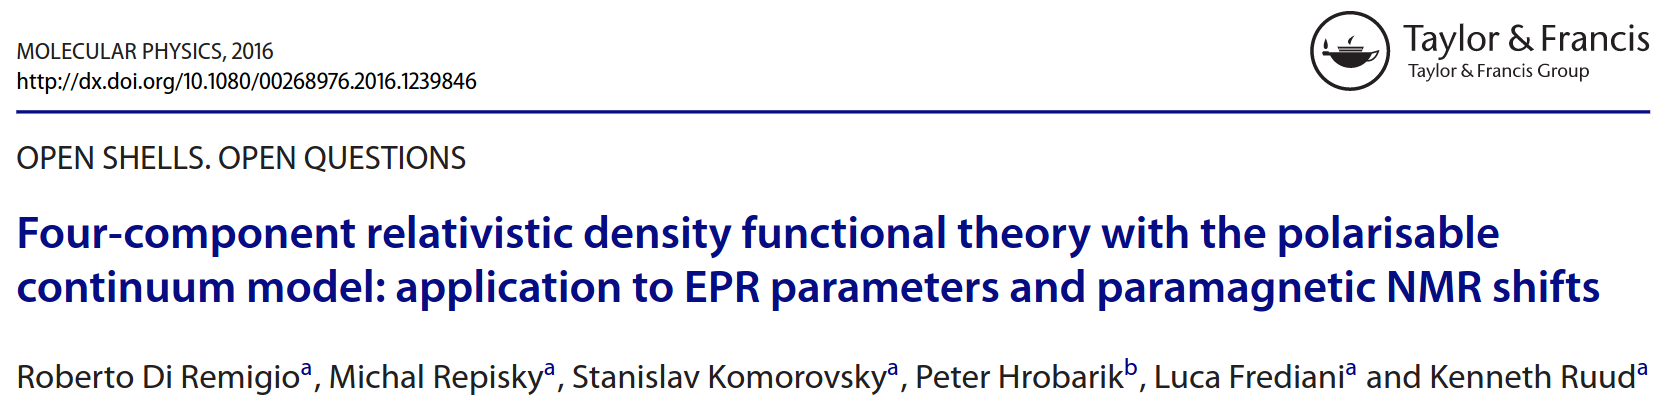 MOLECULAR PHYSICS, 2016
http://dx.doi.org/10.1080/00268976.2016.1239846
Taylor & Francis
Taylor & Francis Group
OPEN SHELLS. OPEN QUESTIONS
Four-component relativistic density functional theory with the polarisable
continuum model: application to EPR parameters and paramagnetic NMR shifts
Roberto Di Remigioa, Michal Repiskya, Stanislav Komorovskya, Peter Hrobarikb, Luca Frediania and Kenneth Ruuda